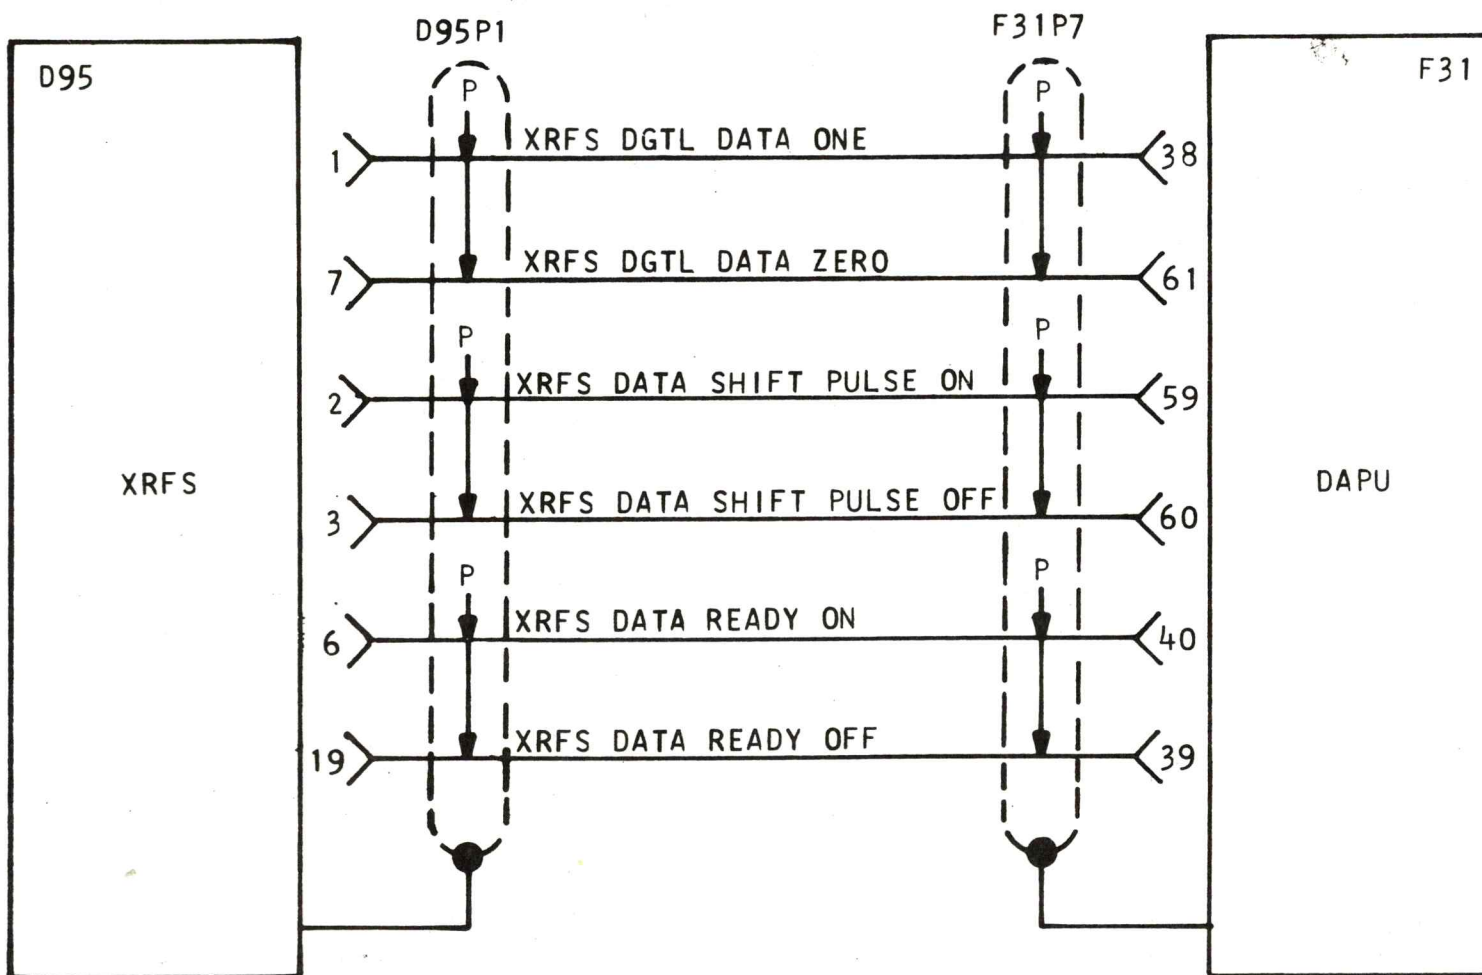 D95P1
F31P7
D95
F31
P
P
1
XRFS DGTL DATA ONE
38
7
XRFS DGTL DATA ZERO
61
P
P
2
XRFS DATA SHIFT PULSE ON
59
XRFS
DAPU
3
XRFS DATA SHIFT PULSE OFF
60
P
P
6
XRFS DATA READY ON
40
19
XRFS DATA READY OFF
39